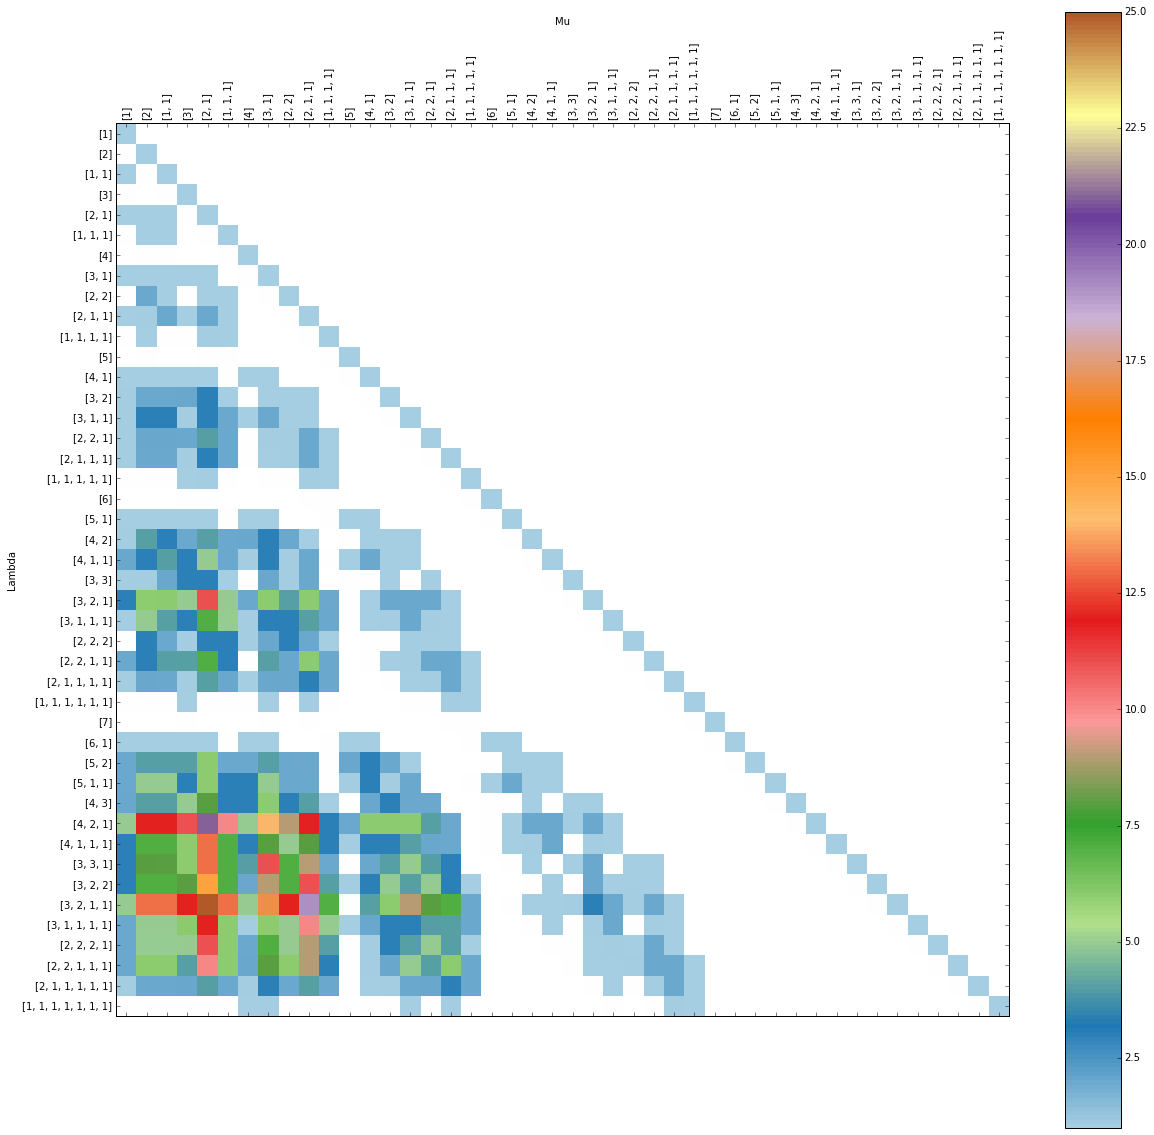 Mu
[1]
[2]
[1, 1]
[3]
[2, 1]
[1, 1, 1]
[4]
[3, 1]
[2, 2]
[2, 1, 1]
[1, 1, 1, 1]
[5]
[4, 1]
[3, 2]
[3, 1, 1]
[2, 2, 1]
[2, 1, 1, 1]
[1, 1, 1, 1, 1]
[6]
[5, 1]
[4, 2]
[4, 1, 1]
[3, 3]
[3, 2, 1]
[3, 1, 1, 1]
[2, 2, 2]
[2, 2, 1, 1]
[2, 1, 1, 1, 1]
[1, 1, 1, 1, 1, 1]
[7]
[6, 1]
[5, 2]
[5, 1, 1]
[4, 3]
[4, 2, 1]
[4, 1, 1, 1]
[3, 3, 1]
[3, 2, 2]
[3, 2, 1, 1]
[3, 1, 1, 1, 1]
[2, 2, 2, 1]
[2, 2, 1, 1, 1]
[2, 1, 1, 1, 1, 1]
[1, 1, 1, 1, 1, 1, 1]
Lambda
[1]
[2]
[1, 1]
[3]
[2, 1]
[1, 1, 1]
[4]
[3, 1]
[2, 2]
[2, 1, 1]
[1, 1, 1, 1]
[5]
[4, 1]
[3, 2]
[3, 1, 1]
[2, 2, 1]
[2, 1, 1, 1]
[1, 1, 1, 1, 1]
[6]
[5, 1]
[4, 2]
[4, 1, 1]
[3, 3]
[3, 2, 1]
[3, 1, 1, 1]
[2, 2, 2]
[2, 2, 1, 1]
[2, 1, 1, 1, 1]
[1, 1, 1, 1, 1, 1]
[7]
[6, 1]
[5, 2]
[5, 1, 1]
[4, 3]
[4, 2, 1]
[4, 1, 1, 1]
[3, 3, 1]
[3, 2, 2]
[3, 2, 1, 1]
[3, 1, 1, 1, 1]
[2, 2, 2, 1]
[2, 2, 1, 1, 1]
[2, 1, 1, 1, 1, 1]
[1, 1, 1, 1, 1, 1, 1]
25.0
22.5
20.0
17.5
15.0
12.5
10.0
7.5
5.0
2.5